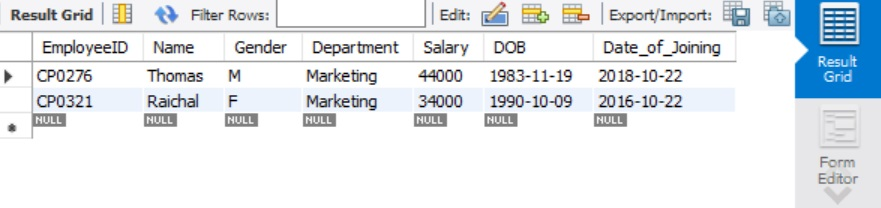 Result Grid Filter Rows: Edit: Export/Import:
EmployeeID Name Gender Department Salary DOB Date_of_Joining
CP0276 Thomas M Marketing 44000 1983-11-19 2018-10-22
CP0321 Raichal F Marketing 34000 1990-10-09 2016-10-22
NULL NULL NULL NULL NULL NULL NULL
Result
Grid
Form
Editor